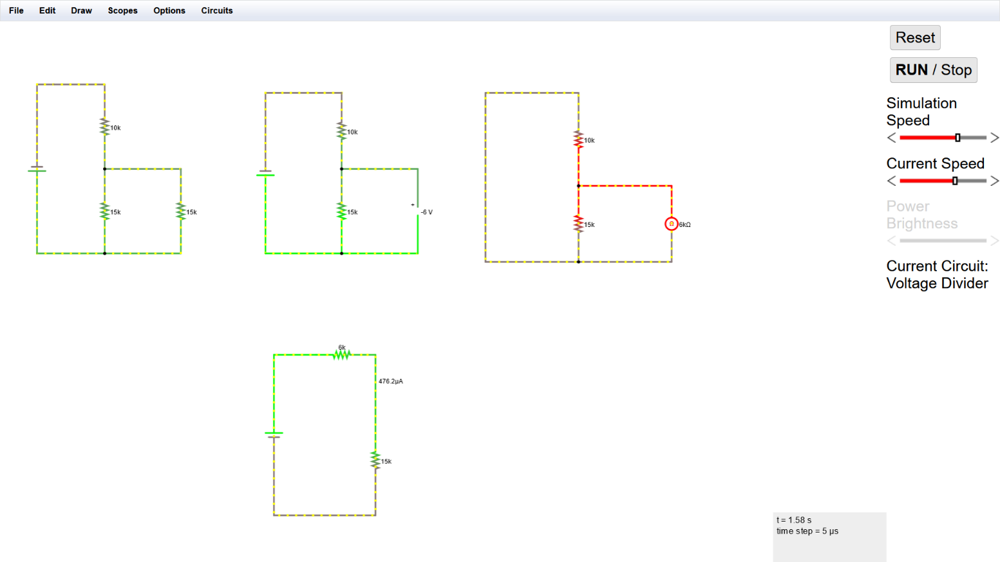 File Edit Draw Scopes Options Circuits
Reset
RUN / Stop
Simulation
Speed
Current Speed
Power
Brightness
Current Circuit:
Voltage Divider
10k
15k
15k
10k
15k
+
-6 V
10k
15k
Ω
6kΩ
6k
476.2μA
15k
t = 1.58 s
time step = 5 μs